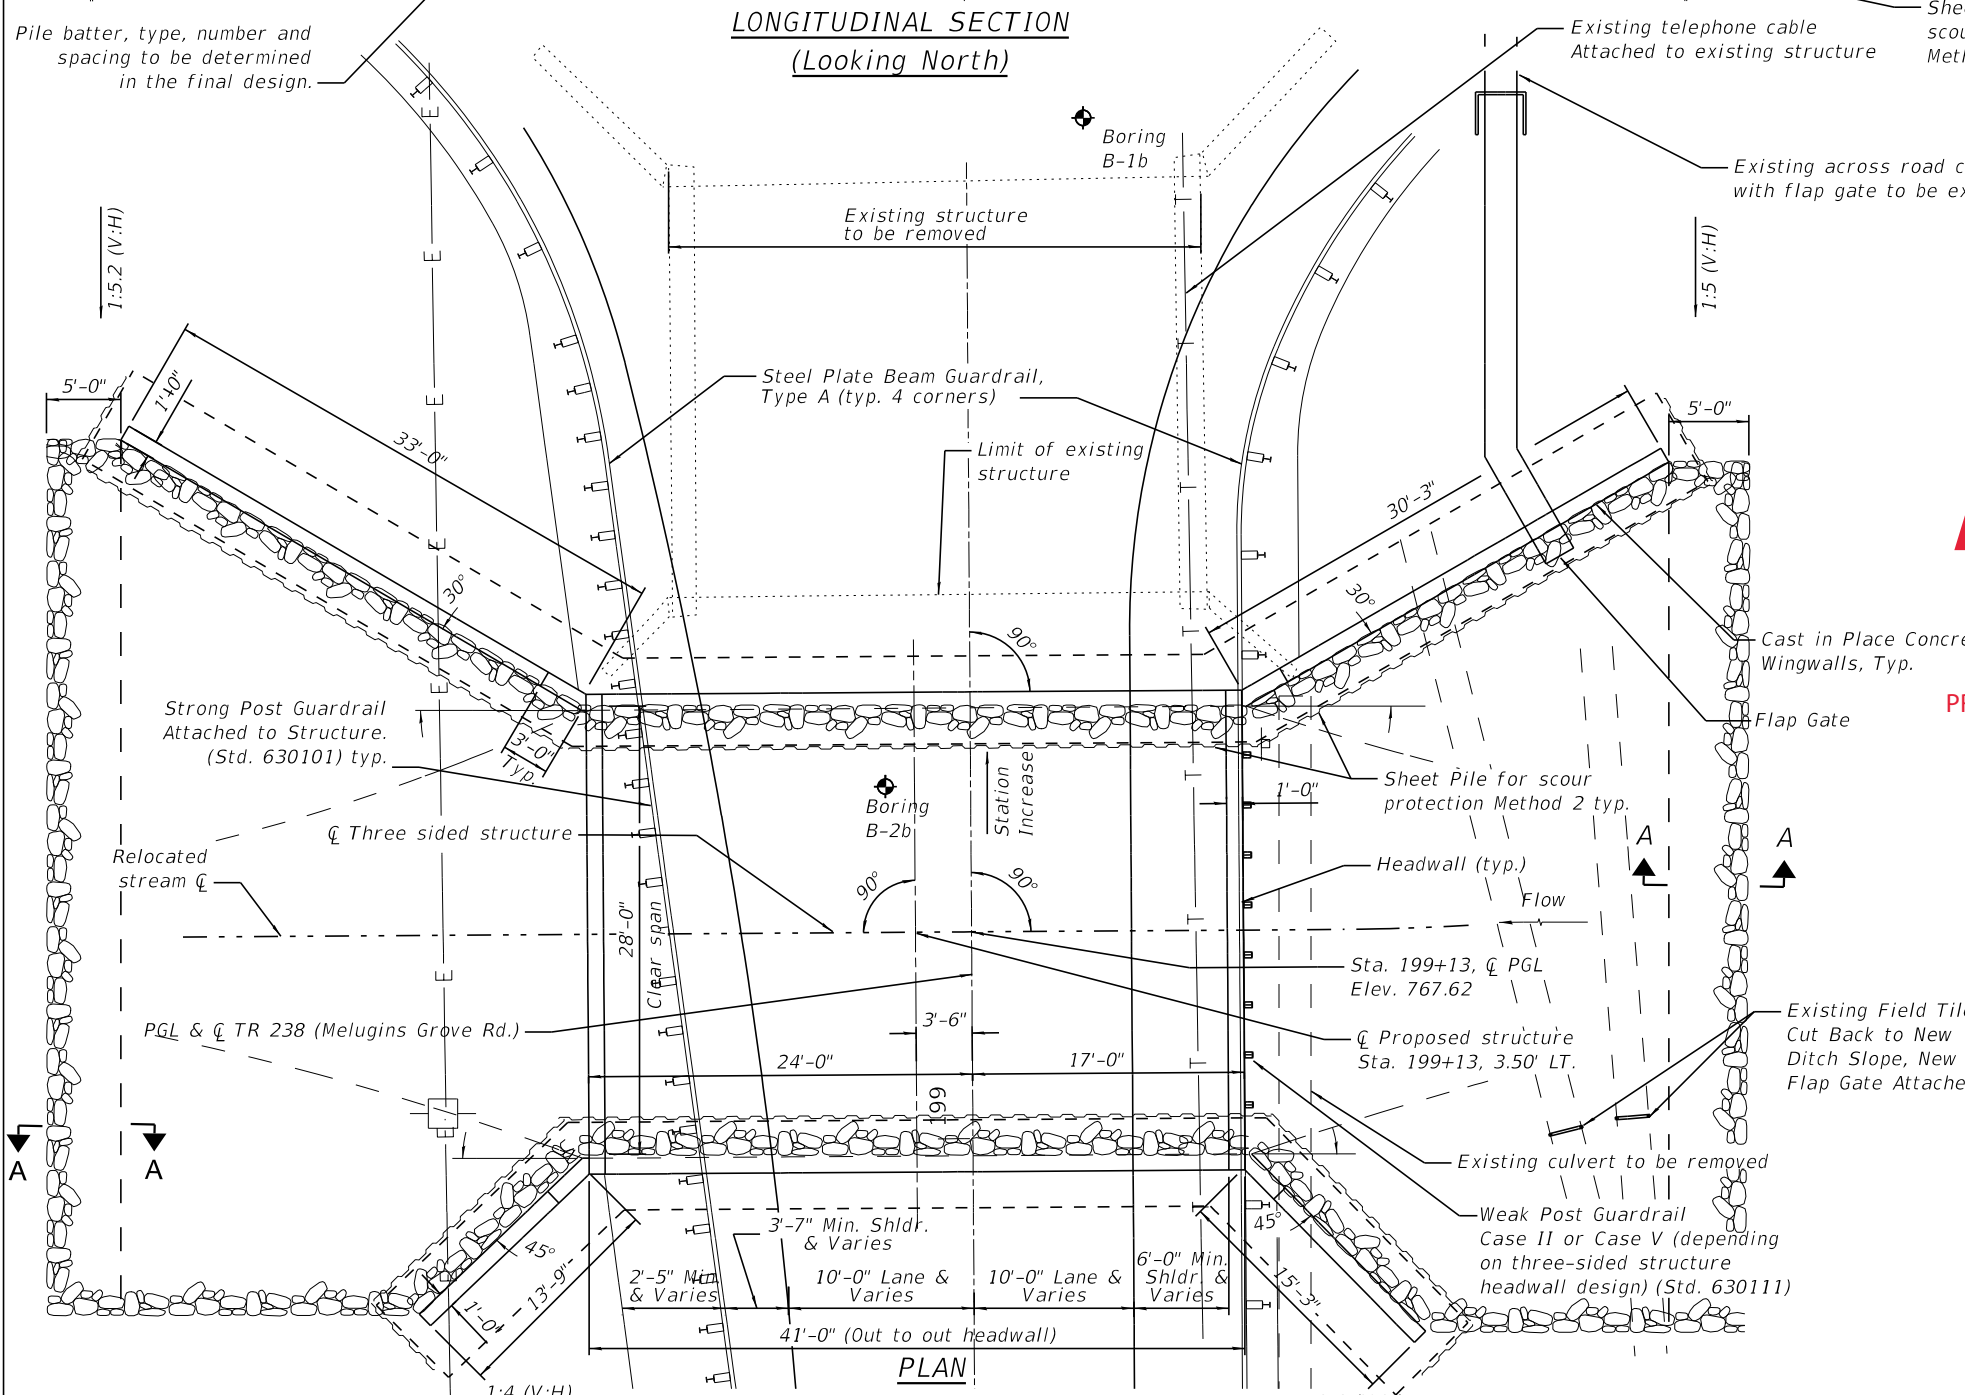 LONGITUDINAL SECTION
(Looking North)
Pile batter, type, number and
spacing to be determined
in the final design.
Existing telephone cable
Attached to existing structure
Boring
B-1b
Existing across road
with flap gate to be
Existing structure
to be removed
1:5.2 (V:H)
1:5 (V:H)
E
E
E
E
E
E
T
T
T
T
T
T
T
5'-0"
1'-10"
33'-0"
Steel Plate Beam Guardrail,
Type A (typ. 4 corners)
Limit of existing
structure
5'-0"
30'-3"
30°
30°
90°
Cast in Place
Wingwalls, Typ.
Flap Gate
Strong Post Guardrail
Attached to Structure.
(Std. 630101) typ.
3'-0"
Typ.
Station
Increase
Boring
B-2b
Sheet Pile for scour
protection Method 2 typ.
1'-0"
℄ Three sided structure
Relocated
stream ℄
90°
90°
Headwall (typ.)
A
A
Flow
28'-0"
Clear span
Sta. 199+13, ℄ PGL
Elev. 767.62
PGL & ℄ TR 238 (Melugins Grove Rd.)
3'-6"
℄ Proposed structure
Sta. 199+13, 3.50' LT.
Existing Field
Cut Back to New
Ditch Slope, New
Flap Gate
24'-0"
17'-0"
199
A
A
Existing culvert to be removed
Weak Post Guardrail
Case II or Case V (depending
on three-sided structure
headwall design) (Std. 630111)
45°
45°
3'-7" Min. Shldr.
& Varies
2'-5" Min.
& Varies
10'-0" Lane &
Varies
10'-0" Lane &
Varies
6'-0" Min.
Shldr. &
Varies
13'-9"
1'-0"
15'-3"
41'-0" (Out to out headwall)
PLAN
1:4 (V:H)